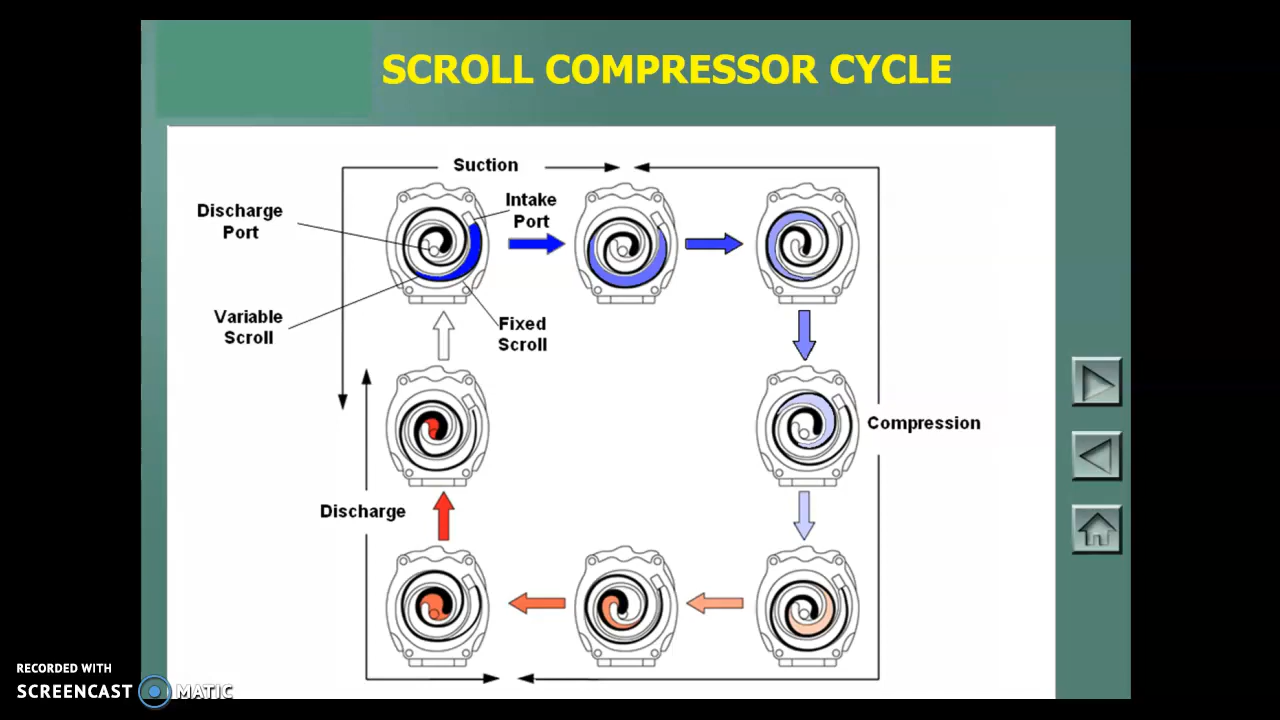 SCROLL COMPRESSOR CYCLE
Suction
Intake
Port
Discharge
Port
Variable
Scroll
Fixed
Scroll
Compression
Discharge
RECORDED WITH
SCREENCAST MATIC